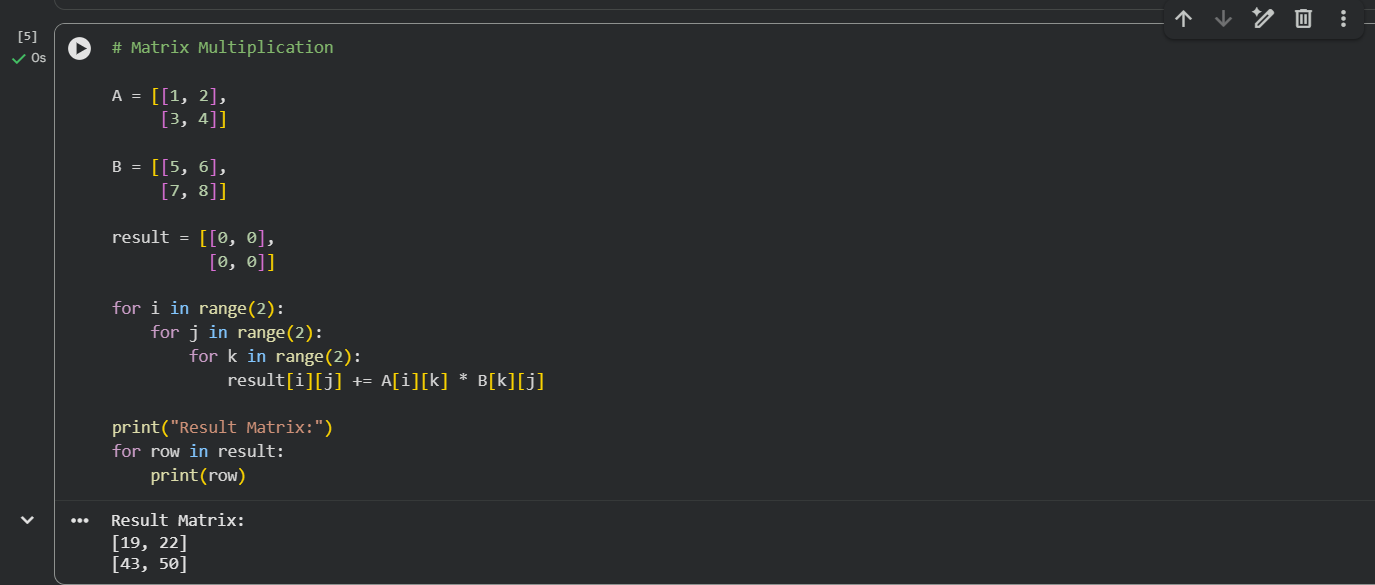 [5]
0s
# Matrix Multiplication
A = [[1, 2],
     [3, 4]]
B = [[5, 6],
     [7, 8]]
result = [[0, 0],
          [0, 0]]
for i in range(2):
    for j in range(2):
        for k in range(2):
            result[i][j] += A[i][k] * B[k][j]
print("Result Matrix:")
for row in result:
    print(row)
Result Matrix:
[19, 22]
[43, 50]